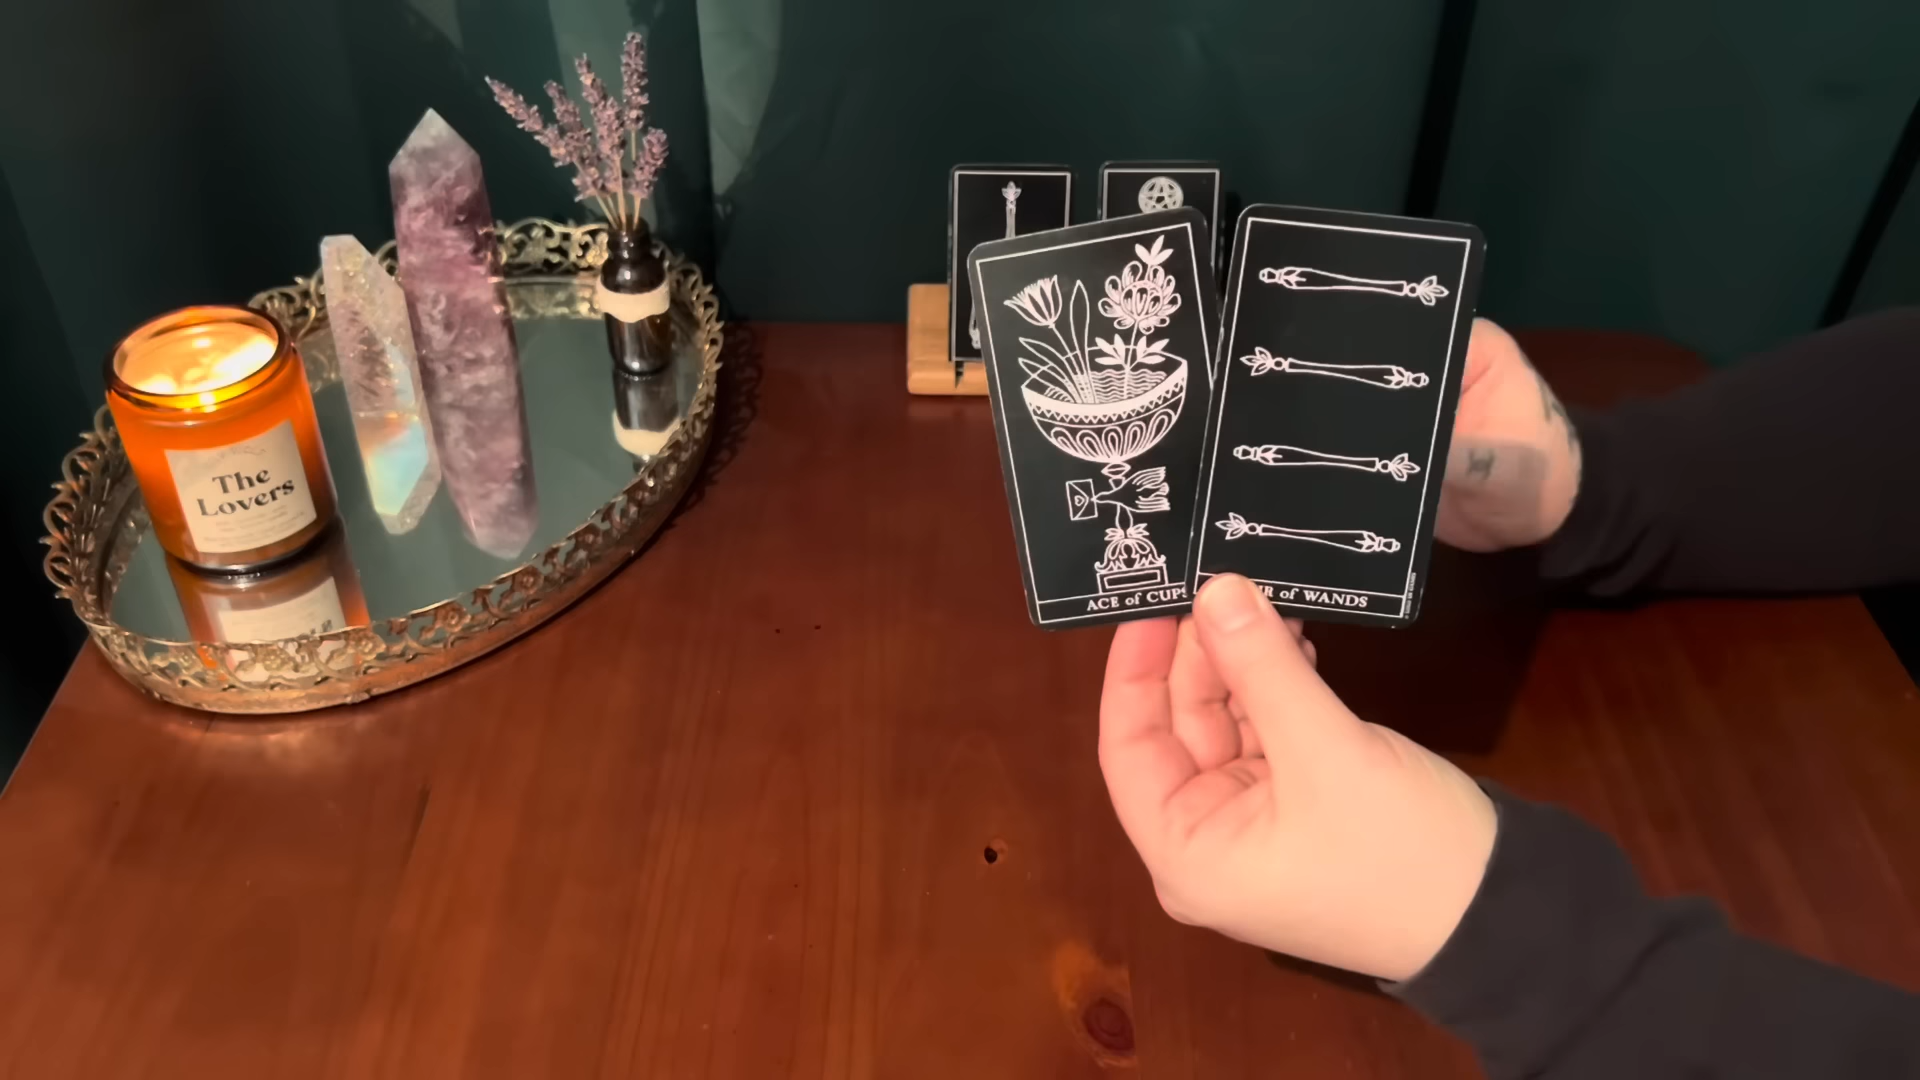 The
Lovers
ACE of CUPS
R of WANDS